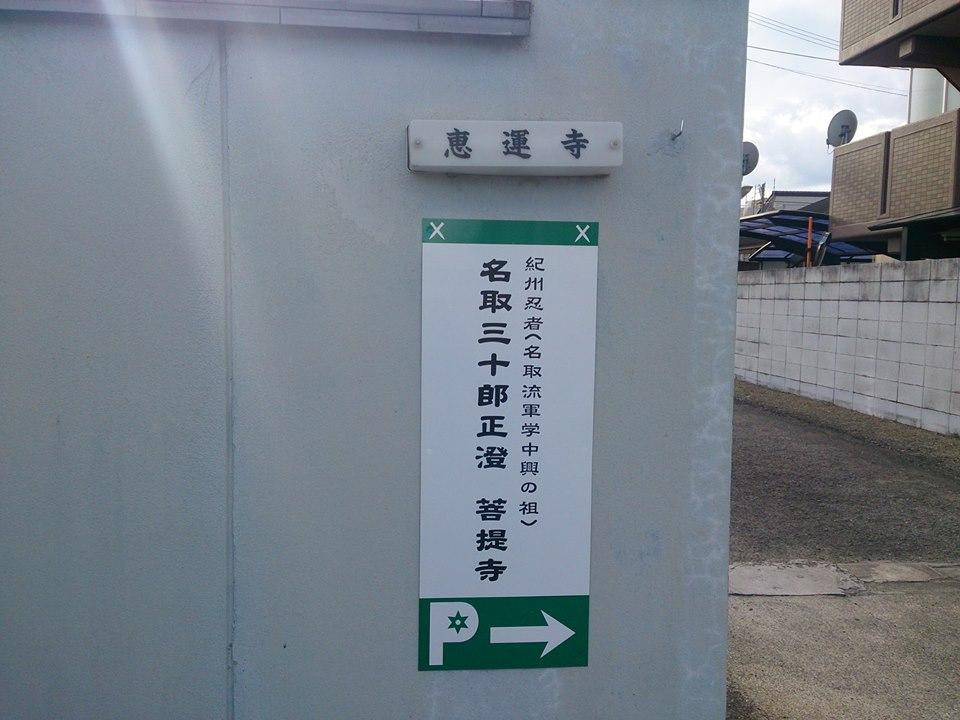 恵運寺
紀州忍者(名取流軍学中興の祖)
名取三十郎正澄 菩提寺
P